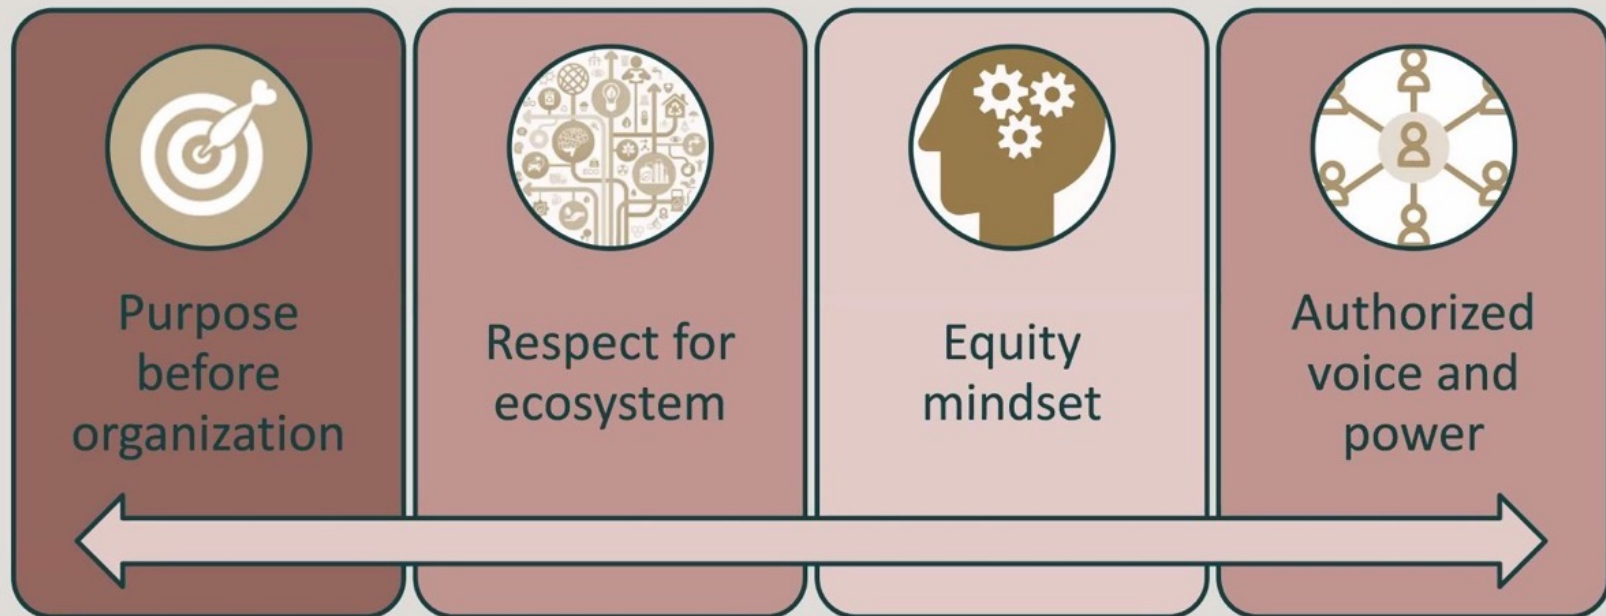 Purpose
before
organization
Respect for
ecosystem
Equity
mindset
Authorized
voice and
power